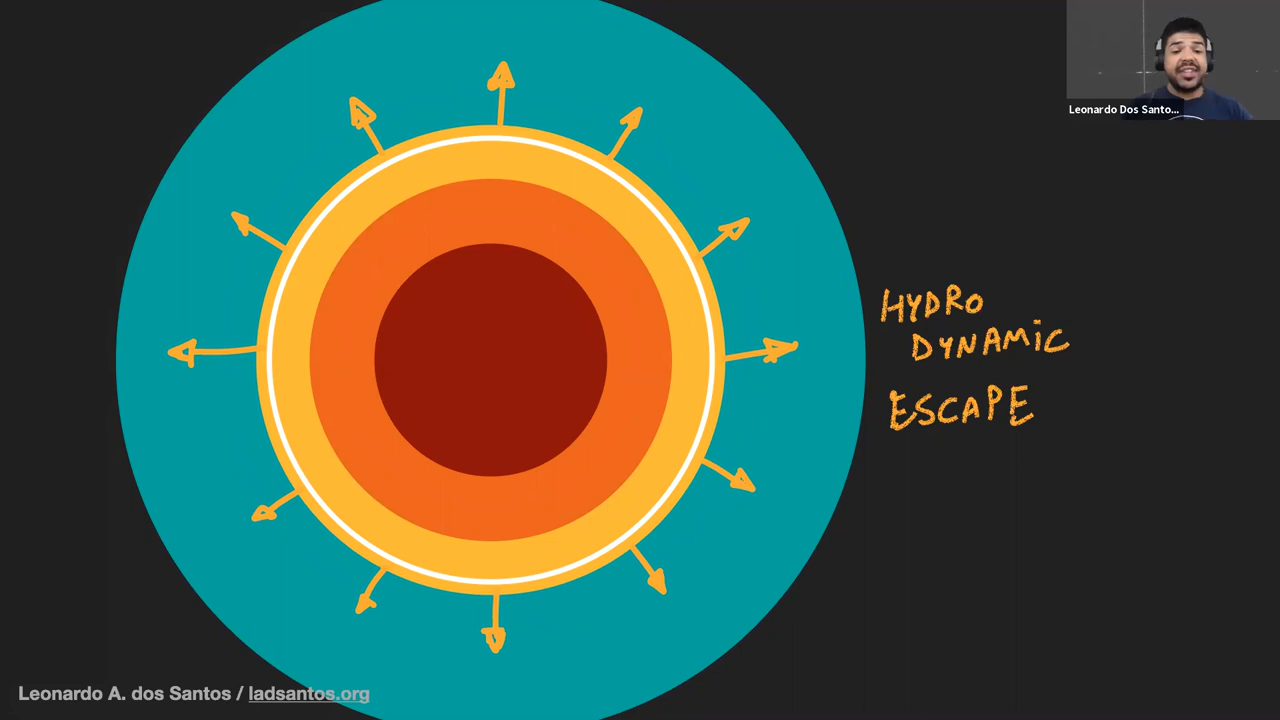 Leonardo Dos Santo...
HYDRO
DYNAMiC
ESCAPE
Leonardo A. dos Santos / ladsantos.org